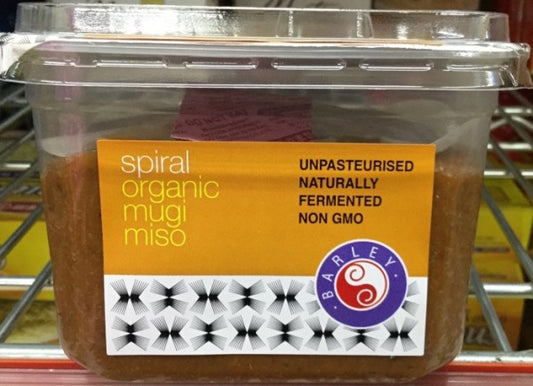 spiral
organic
mugi
miso
UNPASTEURISED
NATURALLY
FERMENTED
NON GMO
BARLEY